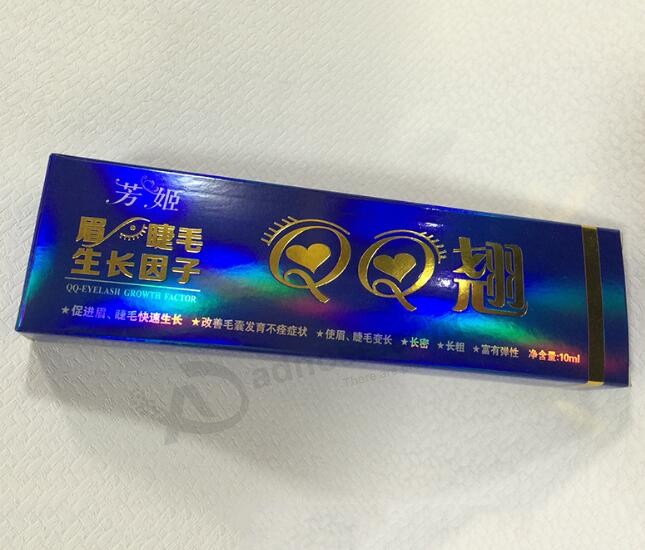 芳姬
眉 睫毛
生长因子
QQ-EYELASH GROWTH FACTOR
QQ翘
★促进眉、睫毛快速生长 ★改善毛囊发育不痊症状 ★使眉、睫毛变长 ★长密 ★长粗 ★富有弹性 净含量:10ml